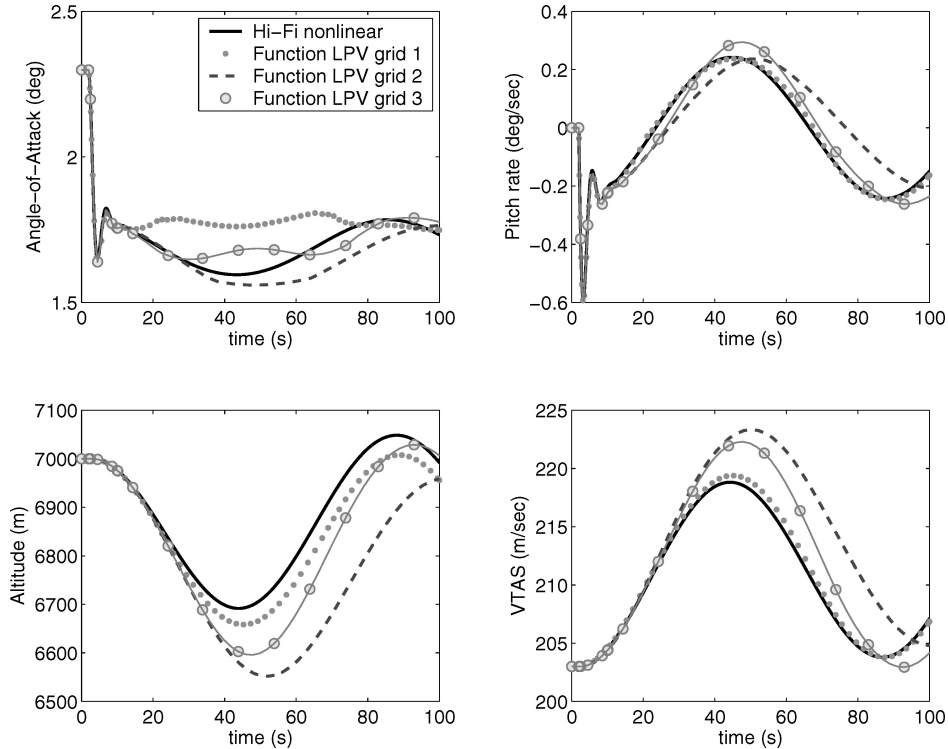 2.5
Hi−Fi nonlinear
Function LPV grid 1
Function LPV grid 2
Function LPV grid 3
2
1.5
Angle−of−Attack (deg)
0 20 40 60 80 100
time (s)
0.4
0.2
0
−0.2
−0.4
−0.6
Pitch rate (deg/sec)
0 20 40 60 80 100
time (s)
7100
7000
6900
6800
6700
6600
6500
Altitude (m)
0 20 40 60 80 100
time (s)
225
220
215
210
205
200
VTAS (m/sec)
0 20 40 60 80 100
time (s)